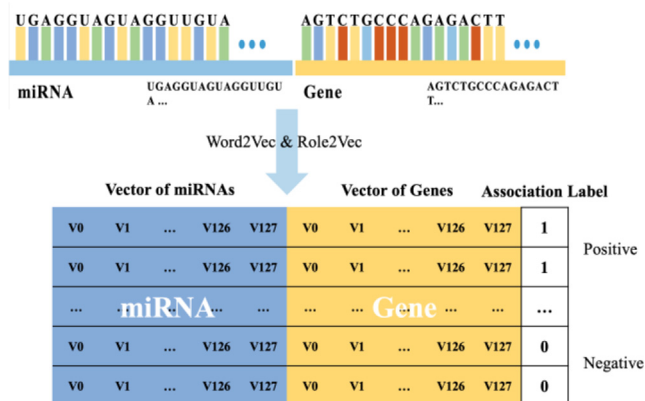 UGAGGUAGUAGGUUGUA
AGTCTGCCCAGAGACTT
miRNA
UGAGGUAGUAGGUUGU
A ...
Gene
AGTCTGCCCAGAGACT
T...
Word2Vec & Role2Vec
Vector of miRNAs Vector of Genes Association Label
V0 V1 ... V126 V127 V0 V1 ... V126 V127 1
Positive
V0 V1 ... V126 V127 V0 V1 ... V126 V127 1
... ... miRNA ... ... ... ... Gene ... ... ...
V0 V1 ... V126 V127 V0 V1 ... V126 V127 0
Negative
V0 V1 ... V126 V127 V0 V1 ... V126 V127 0